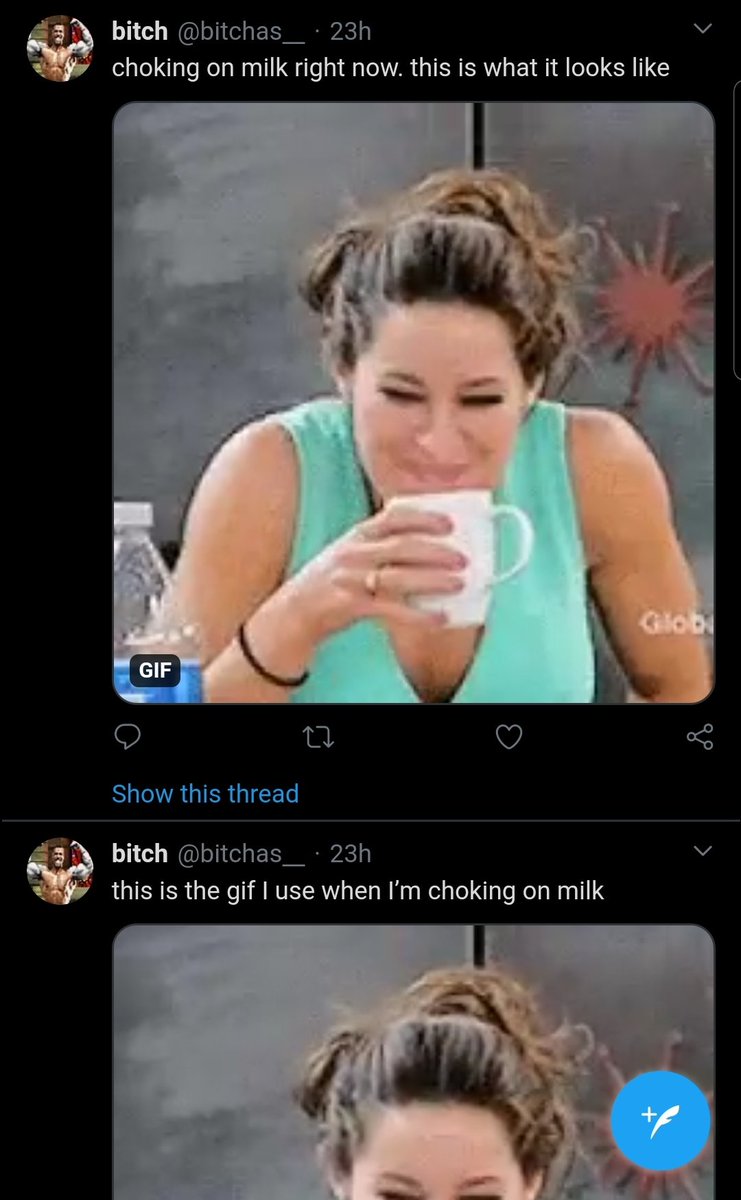 bitch @bitchas__ · 23h
choking on milk right now. this is what it looks like
GIF
Show this thread
bitch @bitchas__ · 23h
this is the gif I use when I’m choking on milk